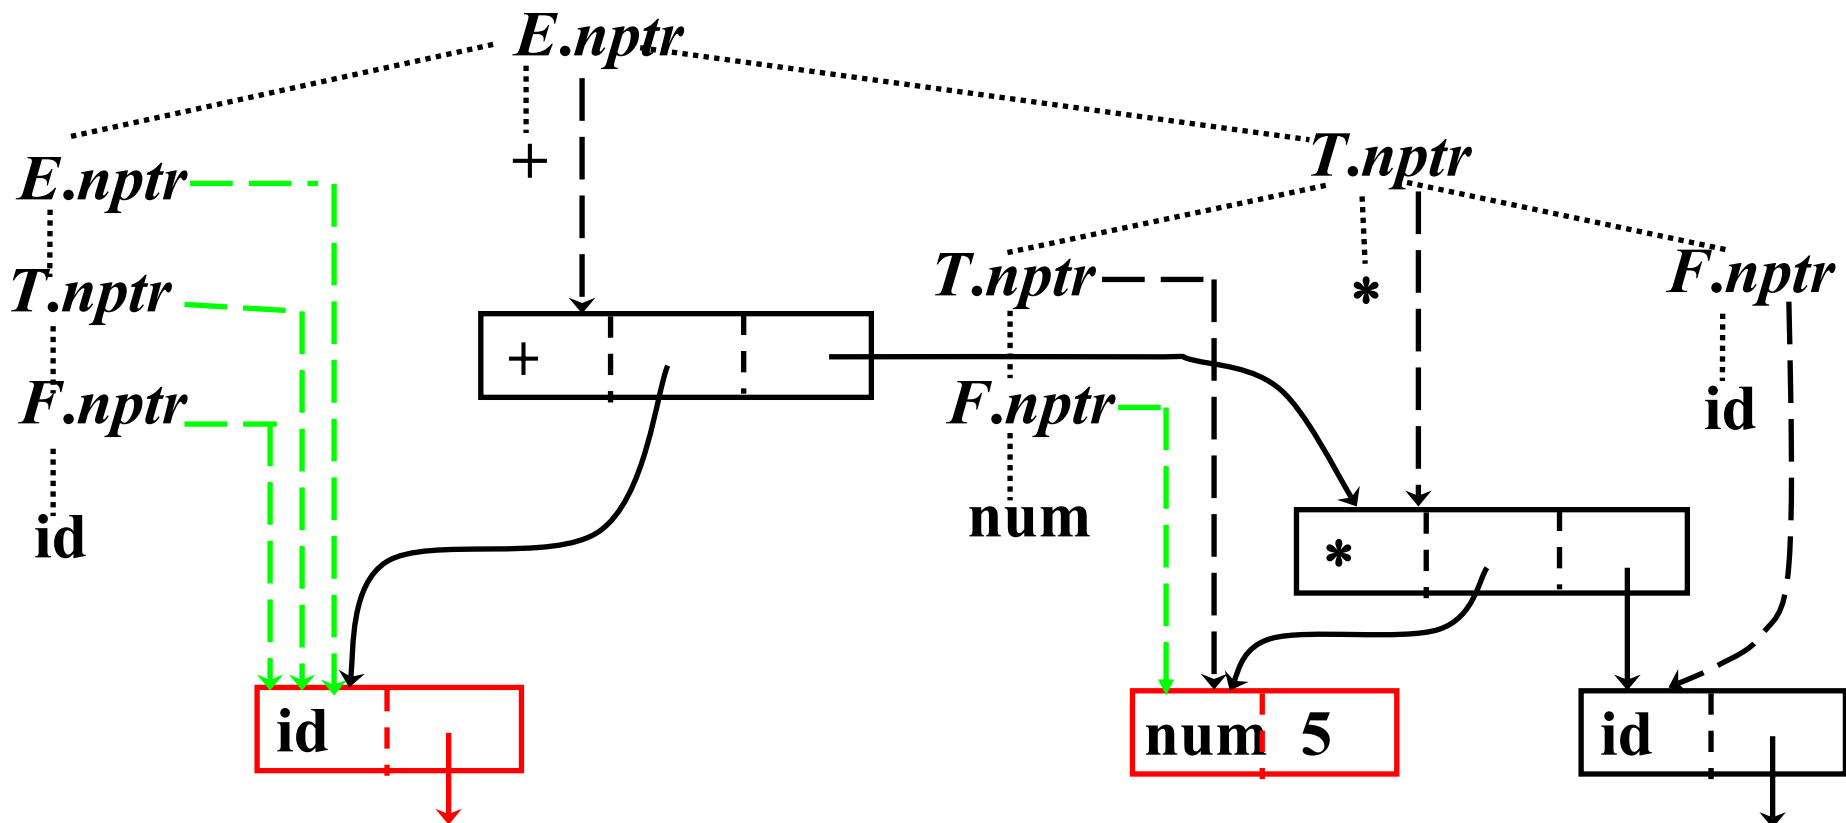 E.nptr
+
T.nptr
E.nptr
T.nptr
*
F.nptr
T.nptr
+
F.nptr
F.nptr
id
id
num
*
id
num 5
id